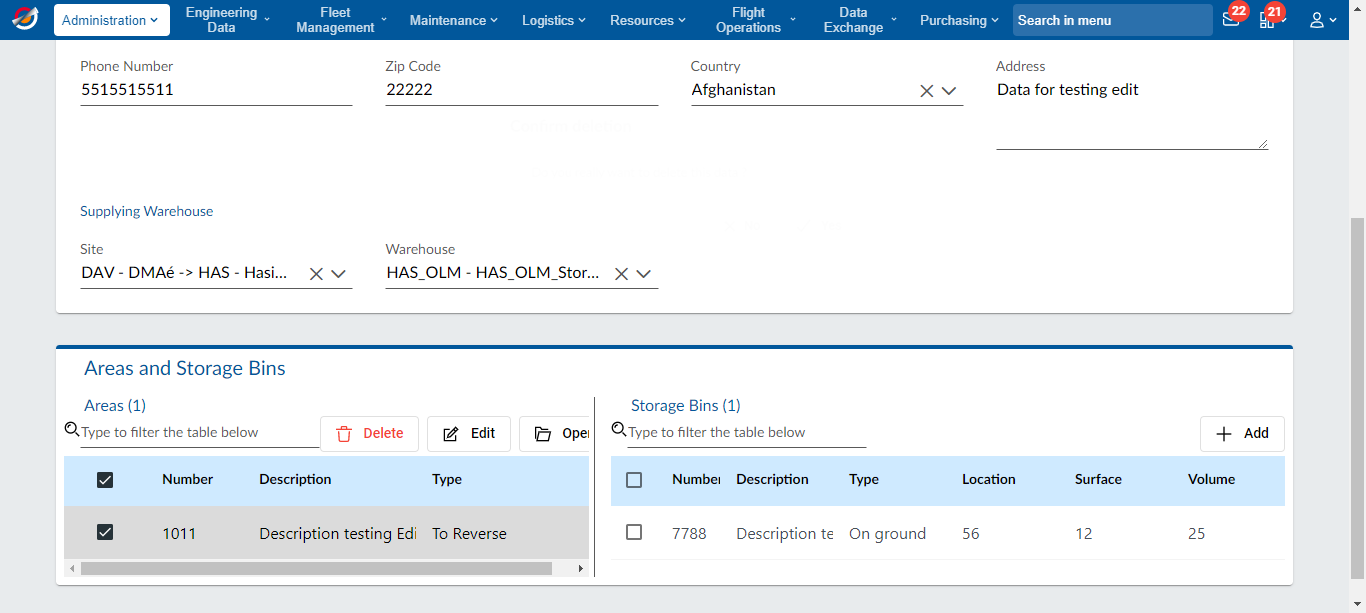 Administration
Engineering Data
Fleet Management
Maintenance
Logistics
Resources
Flight Operations
Data Exchange
Purchasing
Search in menu
22
21
Phone Number
Zip Code
Country
Address
5515515511
22222
Afghanistan
Data for testing edit
Supplying Warehouse
Site
Warehouse
DAV - DMAé -> HAS - Hasi...
HAS_OLM - HAS_OLM_Stor...
Areas and Storage Bins
Areas (1)
Type to filter the table below
Delete
Edit
Oper
Number
Description
Type
1011
Description testing Edi
To Reverse
Storage Bins (1)
Type to filter the table below
Add
Number
Description
Type
Location
Surface
Volume
7788
Description te
On ground
56
12
25